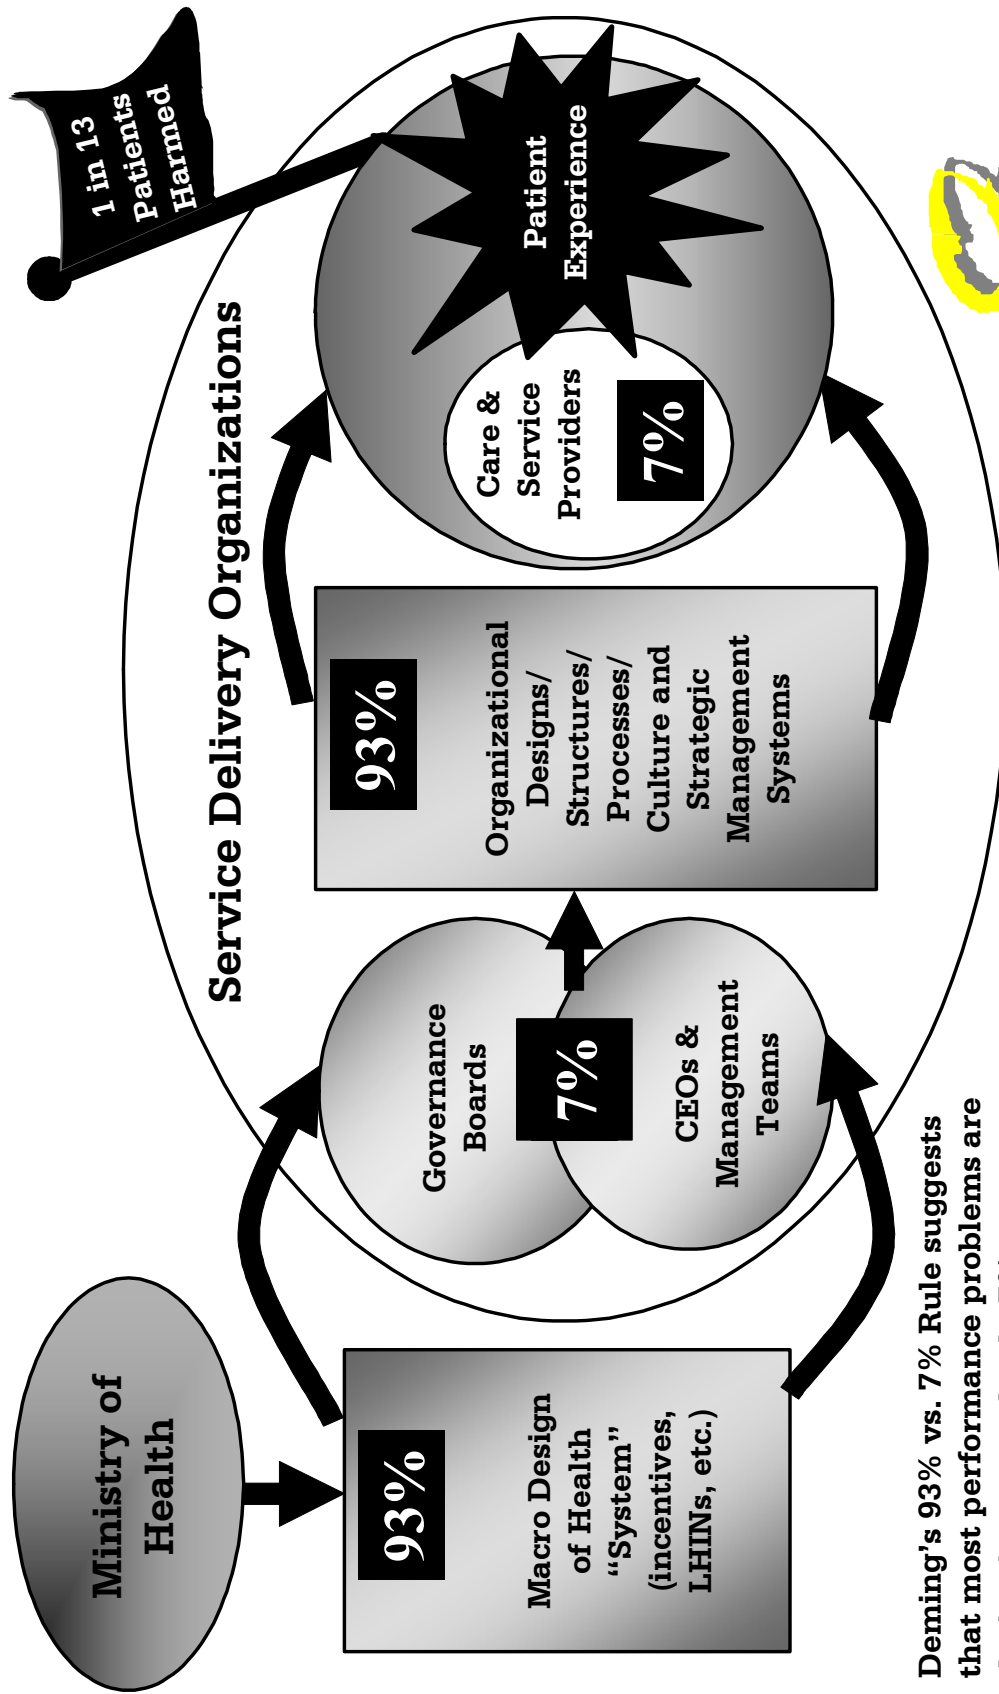 Ministry of
Health
93%
Macro Design
of Health
“System”
(incentives,
LHINs, etc.)
Service Delivery Organizations
Governance
Boards
7%
CEOs &
Management
Teams
93%
Organizational
Designs/
Structures/
Processes/
Culture and
Strategic
Management
Systems
Care &
Service
Providers
7%
Patient
Experience
1 in 13
Patients
Harmed
Deming’s 93% vs. 7% Rule suggests
that most performance problems are